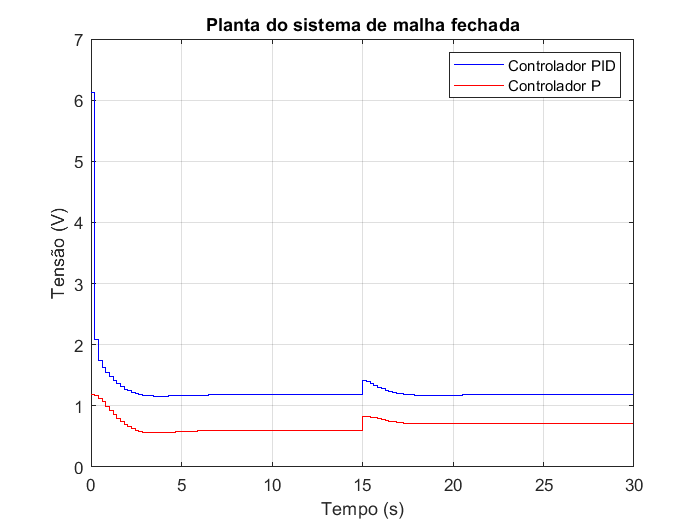 Planta do sistema de malha fechada
Controlador PID
Controlador P
Tensão (V)
7
6
5
4
3
2
1
0
0 5 10 15 20 25 30
Tempo (s)